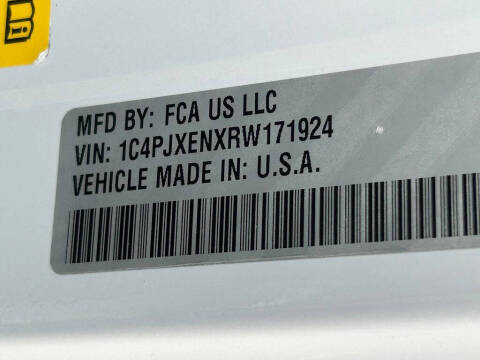 MFD BY: FCA US LLC
VIN: 1C4PJXENXRW171924
VEHICLE MADE IN: U.S.A.